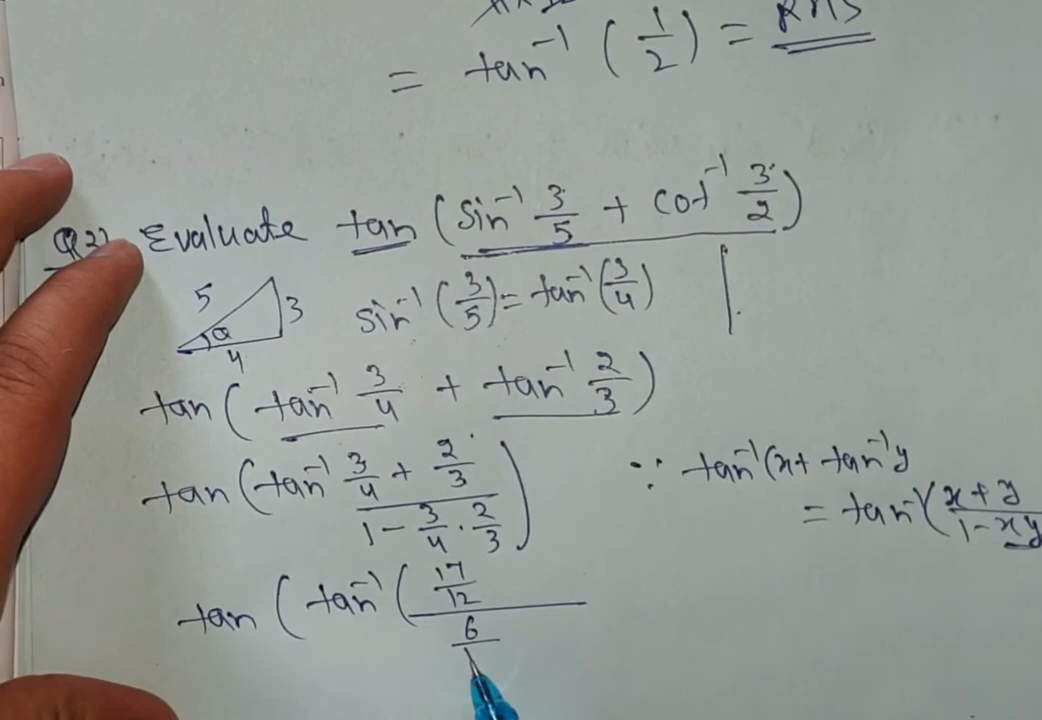 = tan⁻¹ (1/2) = RHS
Q2) Evaluate tan (sin⁻¹ 3/5 + cot⁻¹ 3/2)
5 3 4 θ
sin⁻¹ (3/5) = tan⁻¹ (3/4)
tan ( tan⁻¹ 3/4 + tan⁻¹ 2/3 )
tan ( tan⁻¹ (3/4 + 2/3)/(1 - 3/4 · 2/3) )
∵ tan⁻¹(x + tan⁻¹y
= tan⁻¹( (x+y)/(1-xy)
tan ( tan⁻¹ ( (17/12)/(6/